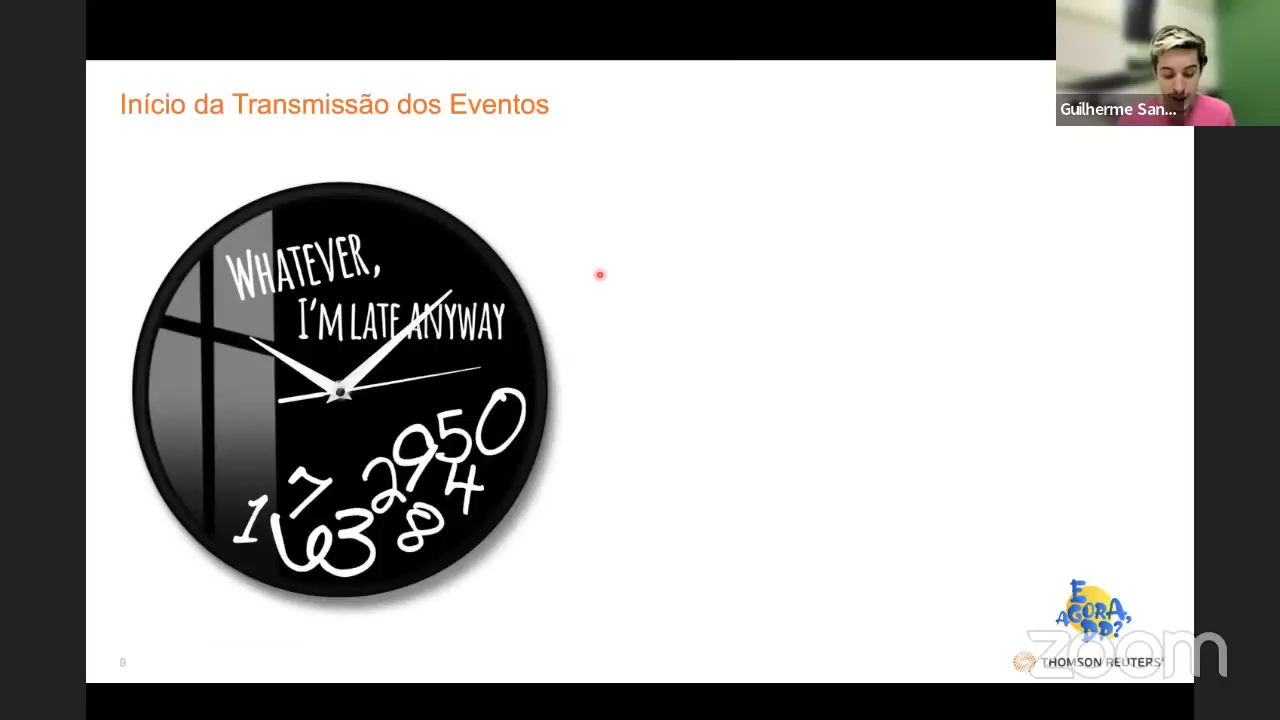 Início da Transmissão dos Eventos
Guilherme San...
WHATEVER,
I'M LATE ANYWAY
1 7 6 3 2 9 8 5 4 0
E
AGORA,
DP?
zoom
THOMSON REUTERS®
9